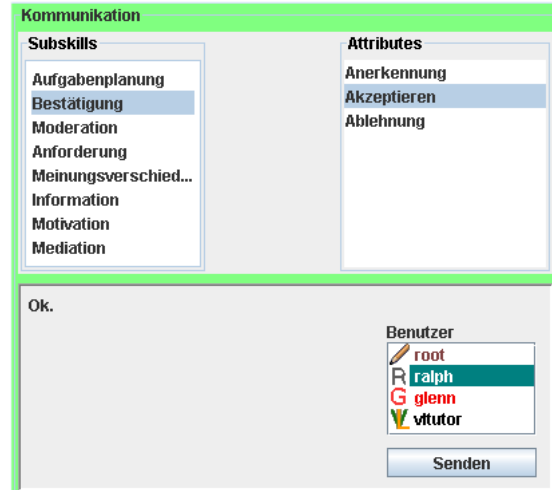 Kommunikation
Subskills
Aufgabenplanung
Bestätigung
Moderation
Anforderung
Meinungsverschied...
Information
Motivation
Mediation
Attributes
Anerkennung
Akzeptieren
Ablehnung
Ok.
Benutzer
root
R ralph
G glenn
VL vltutor
Senden